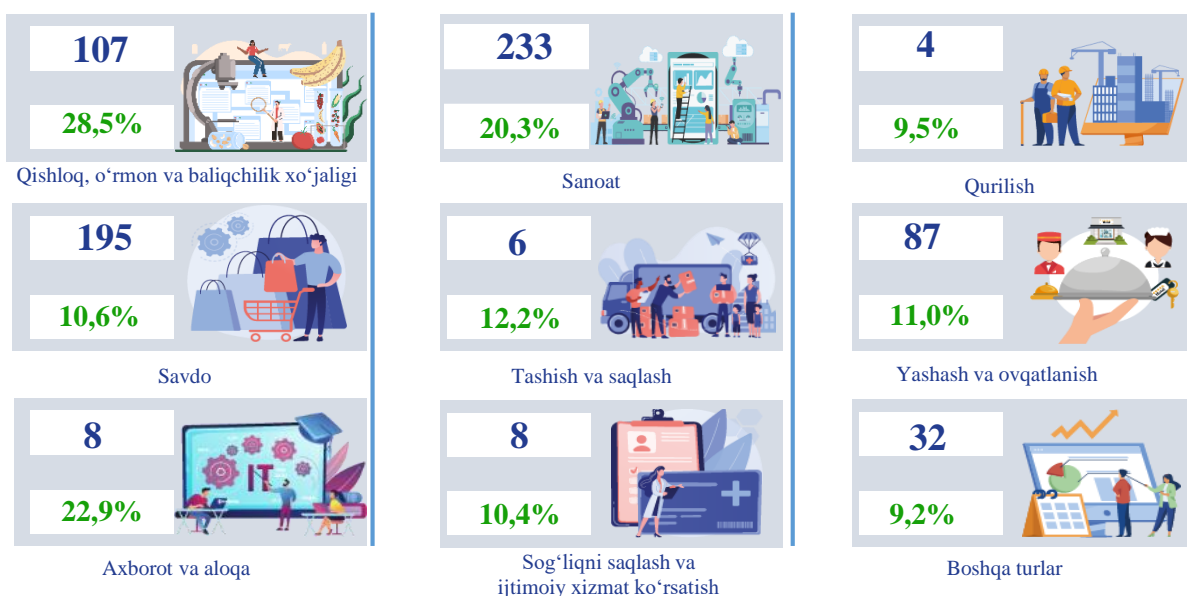 107
28,5%
Qishloq, o‘rmon va baliqchilik xo‘jaligi
233
20,3%
Sanoat
4
9,5%
Qurilish
195
10,6%
Savdo
6
12,2%
Tashish va saqlash
87
11,0%
Yashash va ovqatlanish
8
22,9%
IT
Axborot va aloqa
8
10,4%
Sog‘liqni saqlash va
ijtimoiy xizmat ko‘rsatish
32
9,2%
Boshqa turlar